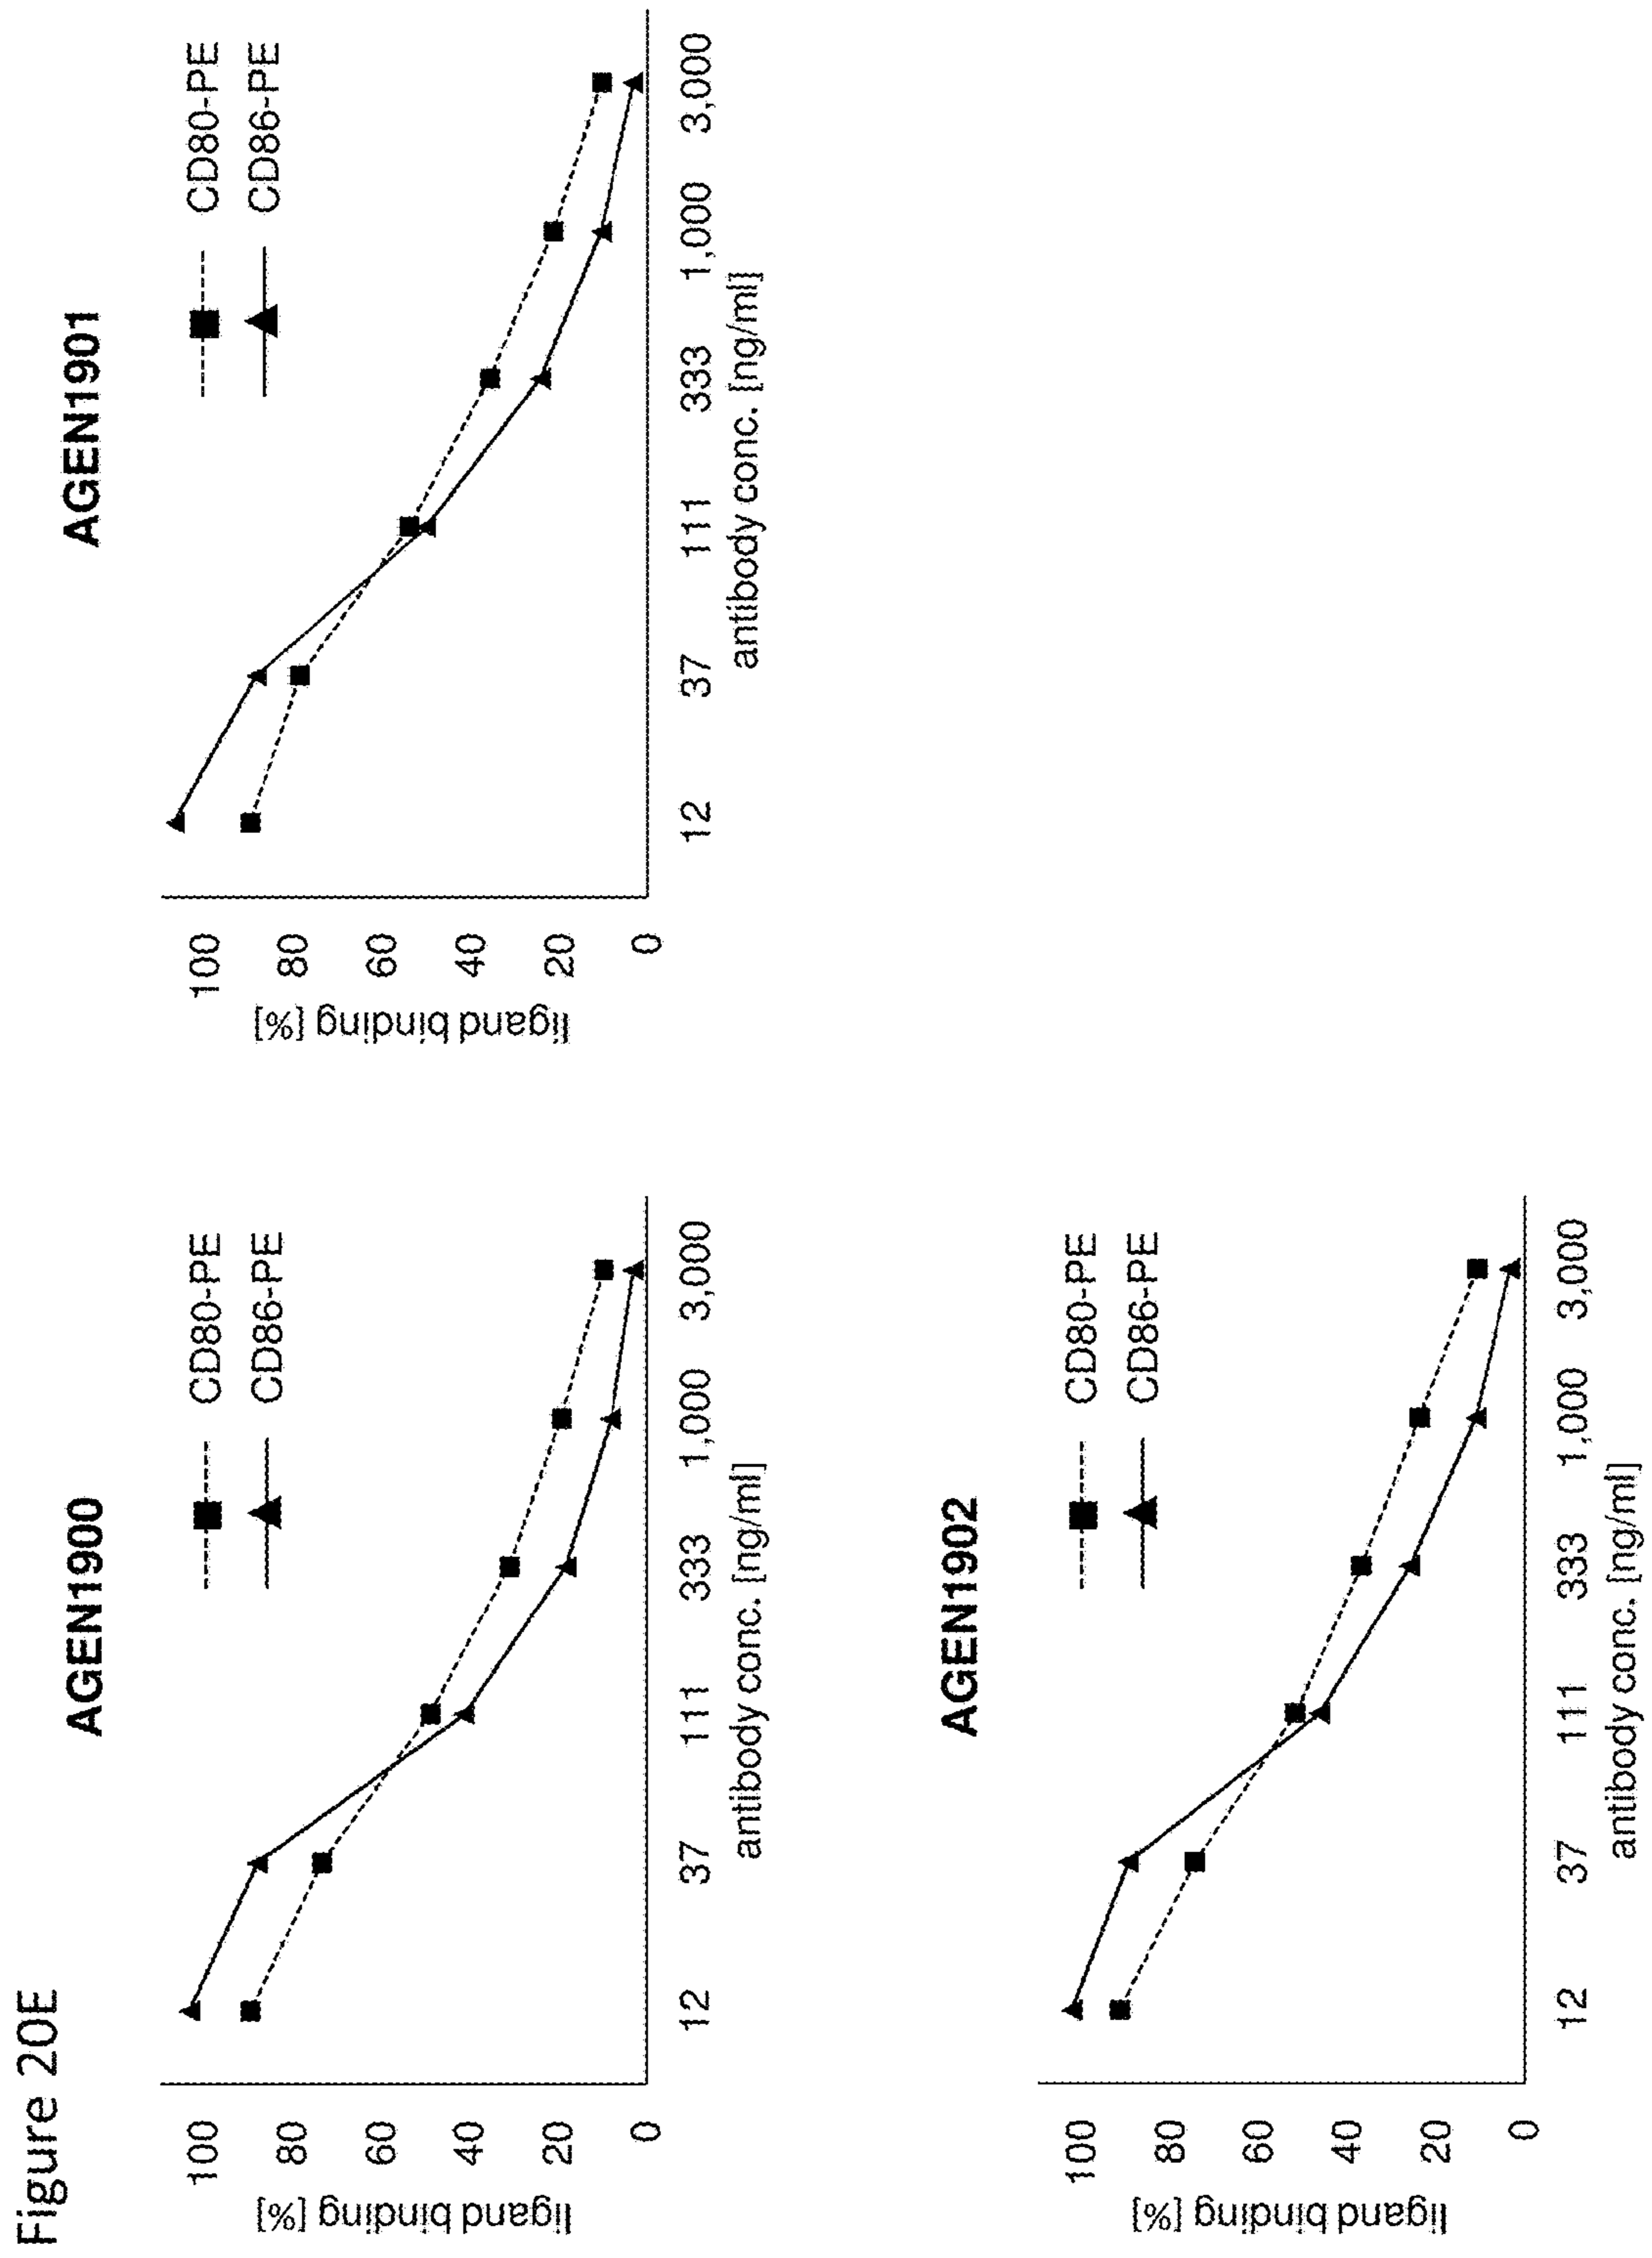 Figure 20E
AGEN1900
ligand binding [%]
100
80
60
40
20
0
CD80-PE
CD86-PE
12
37
111
333
1,000
3,000
antibody conc. [ng/ml]
AGEN1901
ligand binding [%]
100
80
60
40
20
0
CD80-PE
CD86-PE
12
37
111
333
1,000
3,000
antibody conc. [ng/ml]
AGEN1902
ligand binding [%]
100
80
60
40
20
0
CD80-PE
CD86-PE
12
37
111
333
1,000
3,000
antibody conc. [ng/ml]